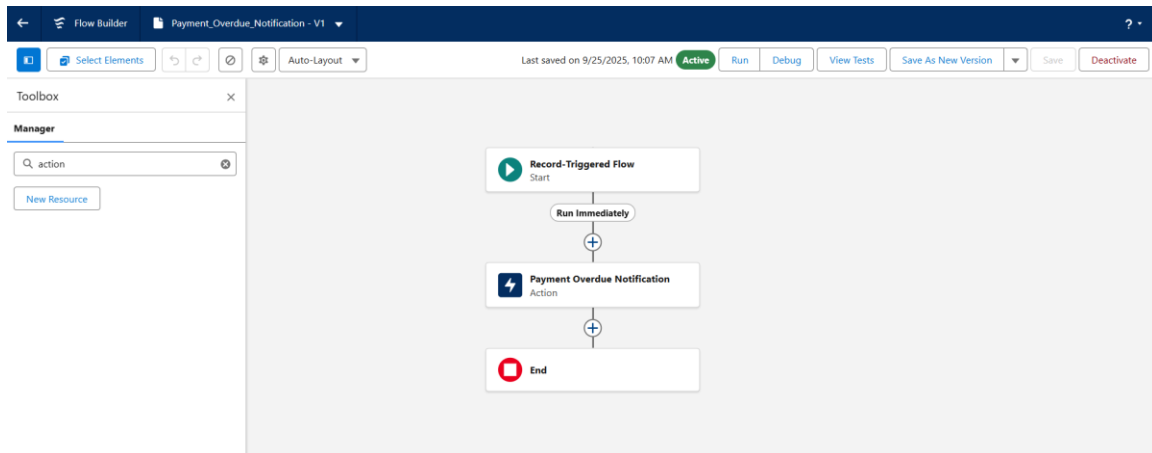 Flow Builder Payment_Overdue_Notification - V1 ?
Select Elements Auto-Layout Last saved on 9/25/2025, 10:07 AM Active Run Debug View Tests Save As New Version Save Deactivate
Toolbox
Manager
action
New Resource
Record-Triggered Flow
Start
Run Immediately
Payment Overdue Notification
Action
End